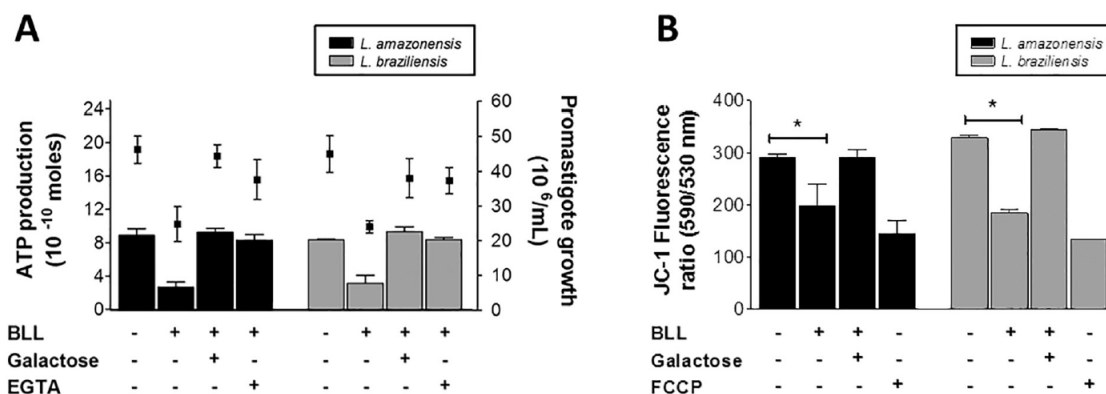 A
L. amazonensis
L. braziliensis
ATP production
(10 -10 moles)
24
20
16
12
8
4
0
60
50
40
30
20
10
0
Promastigote growth
(10 6/mL)
BLL - + + + - + + +
Galactose - - + - - - + -
EGTA - - - + - - - +
B
L. amazonensis
L. braziliensis
JC-1 Fluorescence
ratio (590/530 nm)
400
300
200
100
0
* *
BLL - + + - - + + -
Galactose - - + - - - + -
FCCP - - - + - - - +